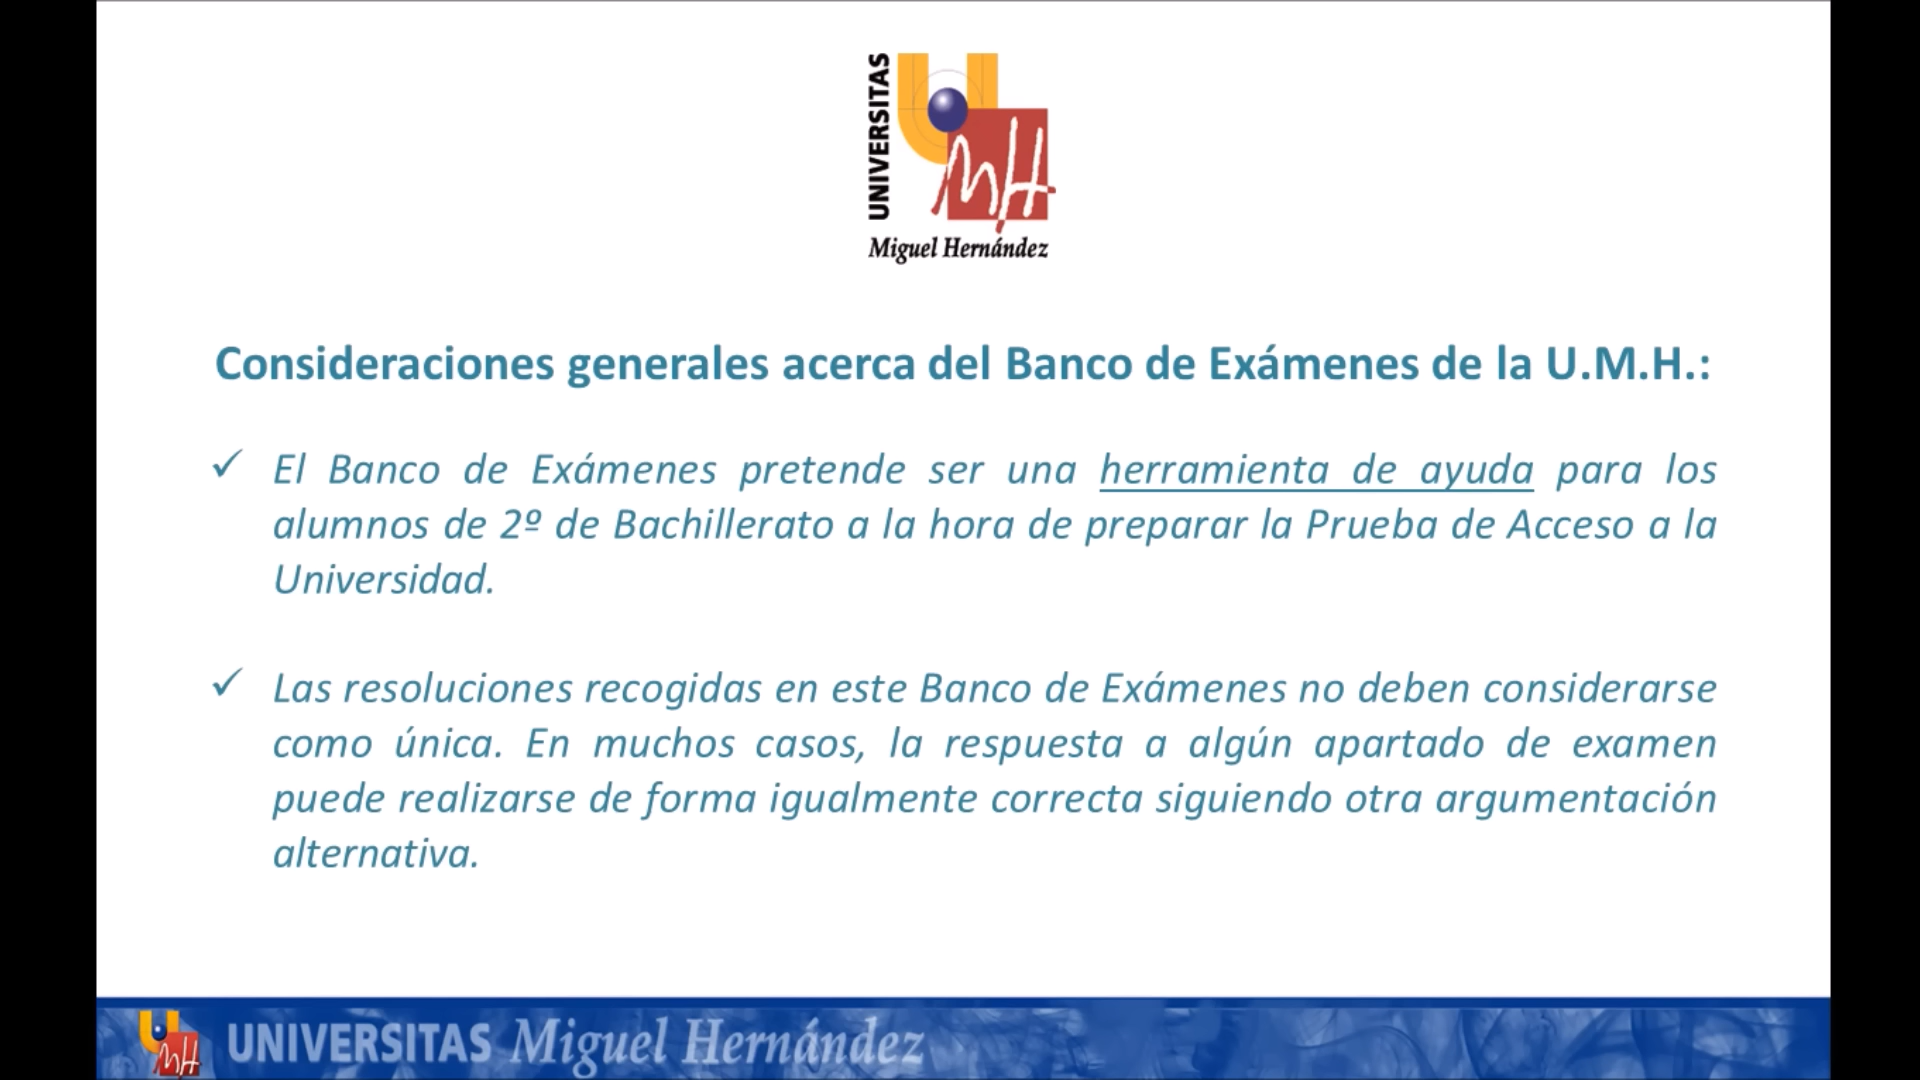 UNIVERSITAS
MH
Miguel Hernández
Consideraciones generales acerca del Banco de Exámenes de la U.M.H.:
✓ El Banco de Exámenes pretende ser una herramienta de ayuda para los
alumnos de 2º de Bachillerato a la hora de preparar la Prueba de Acceso a la
Universidad.
✓ Las resoluciones recogidas en este Banco de Exámenes no deben considerarse
como única. En muchos casos, la respuesta a algún apartado de examen
puede realizarse de forma igualmente correcta siguiendo otra argumentación
alternativa.
MH UNIVERSITAS Miguel Hernández